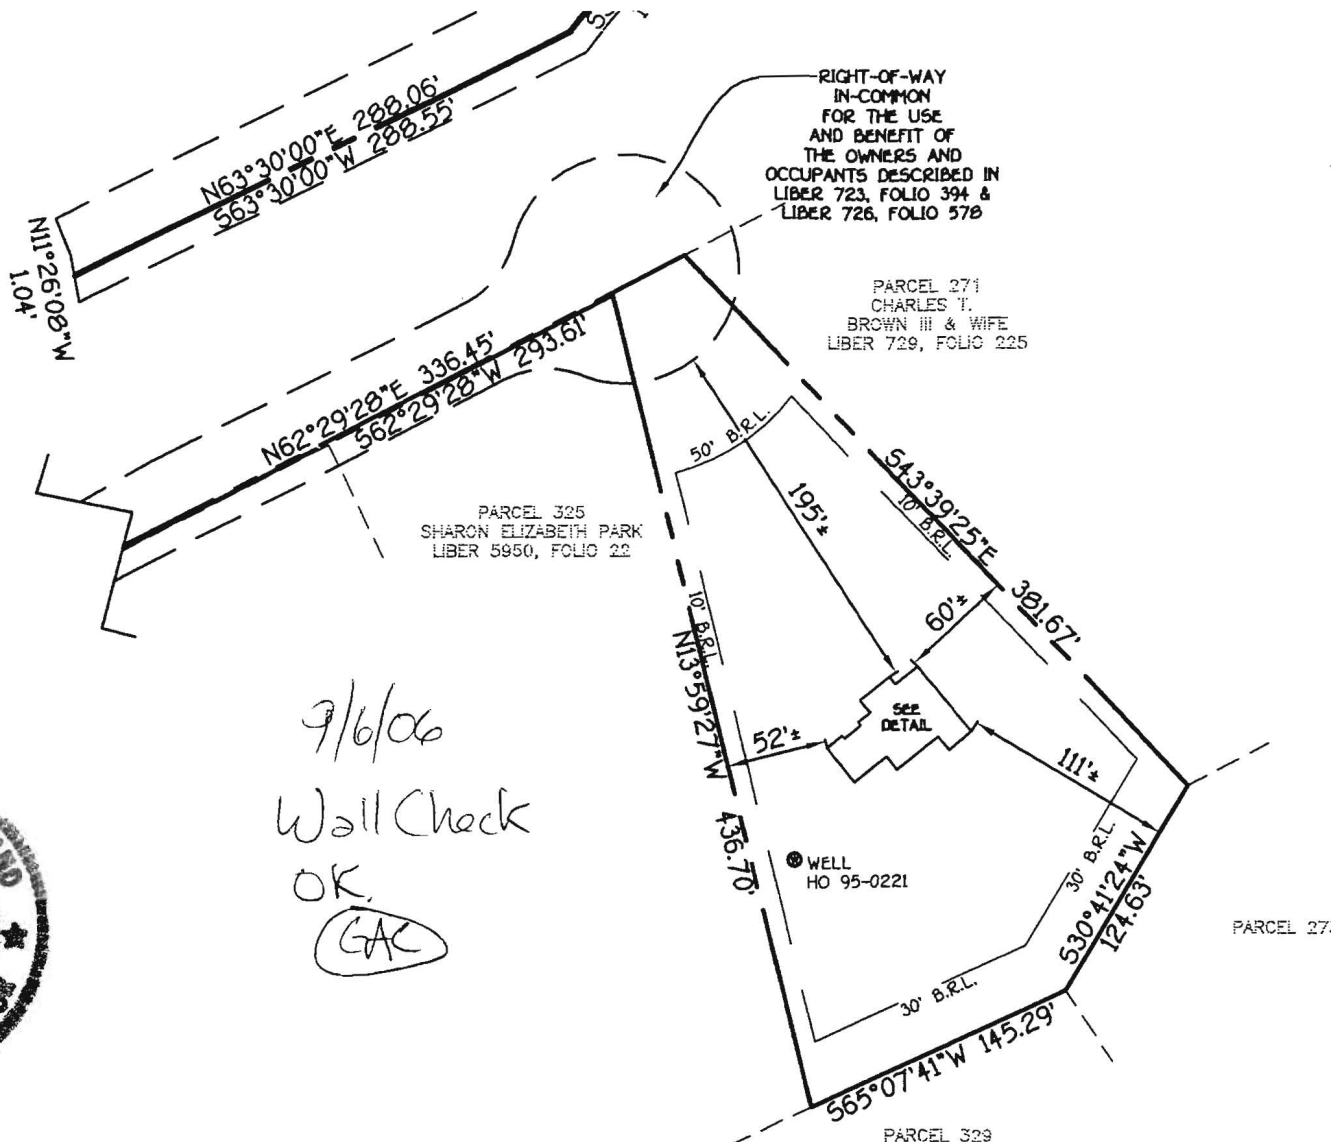 RIGHT-OF-WAY
IN-COMMON
FOR THE USE
AND BENEFIT OF
THE OWNERS AND
OCCUPANTS DESCRIBED IN
LIBER 723, FOLIO 394 &
LIBER 726, FOLIO 578
N63°30'00"E 288.06'
S63°30'00"W 288.55'
N11°26'08"W
1.04'
PARCEL 271
CHARLES T.
BROWN III & WIFE
LIBER 729, FOLIO 225
N62°29'28"E 336.45'
S62°29'28"W 293.61'
50' B.R.L.
S43°39'25"E 381.67'
10' B.R.L.
195'±
PARCEL 325
SHARON ELIZABETH PARK
LIBER 5950, FOLIO 22
10' B.R.L.
N13°59'27"W 436.70'
60'±
SEE
DETAIL
52'±
111'±
9/6/06
Wall Check
OK.
GAC
WELL
HO 95-0221
30' B.R.L.
S30°41'24"W
124.63'
30' B.R.L.
S65°07'41"W 145.29'
PARCEL 329